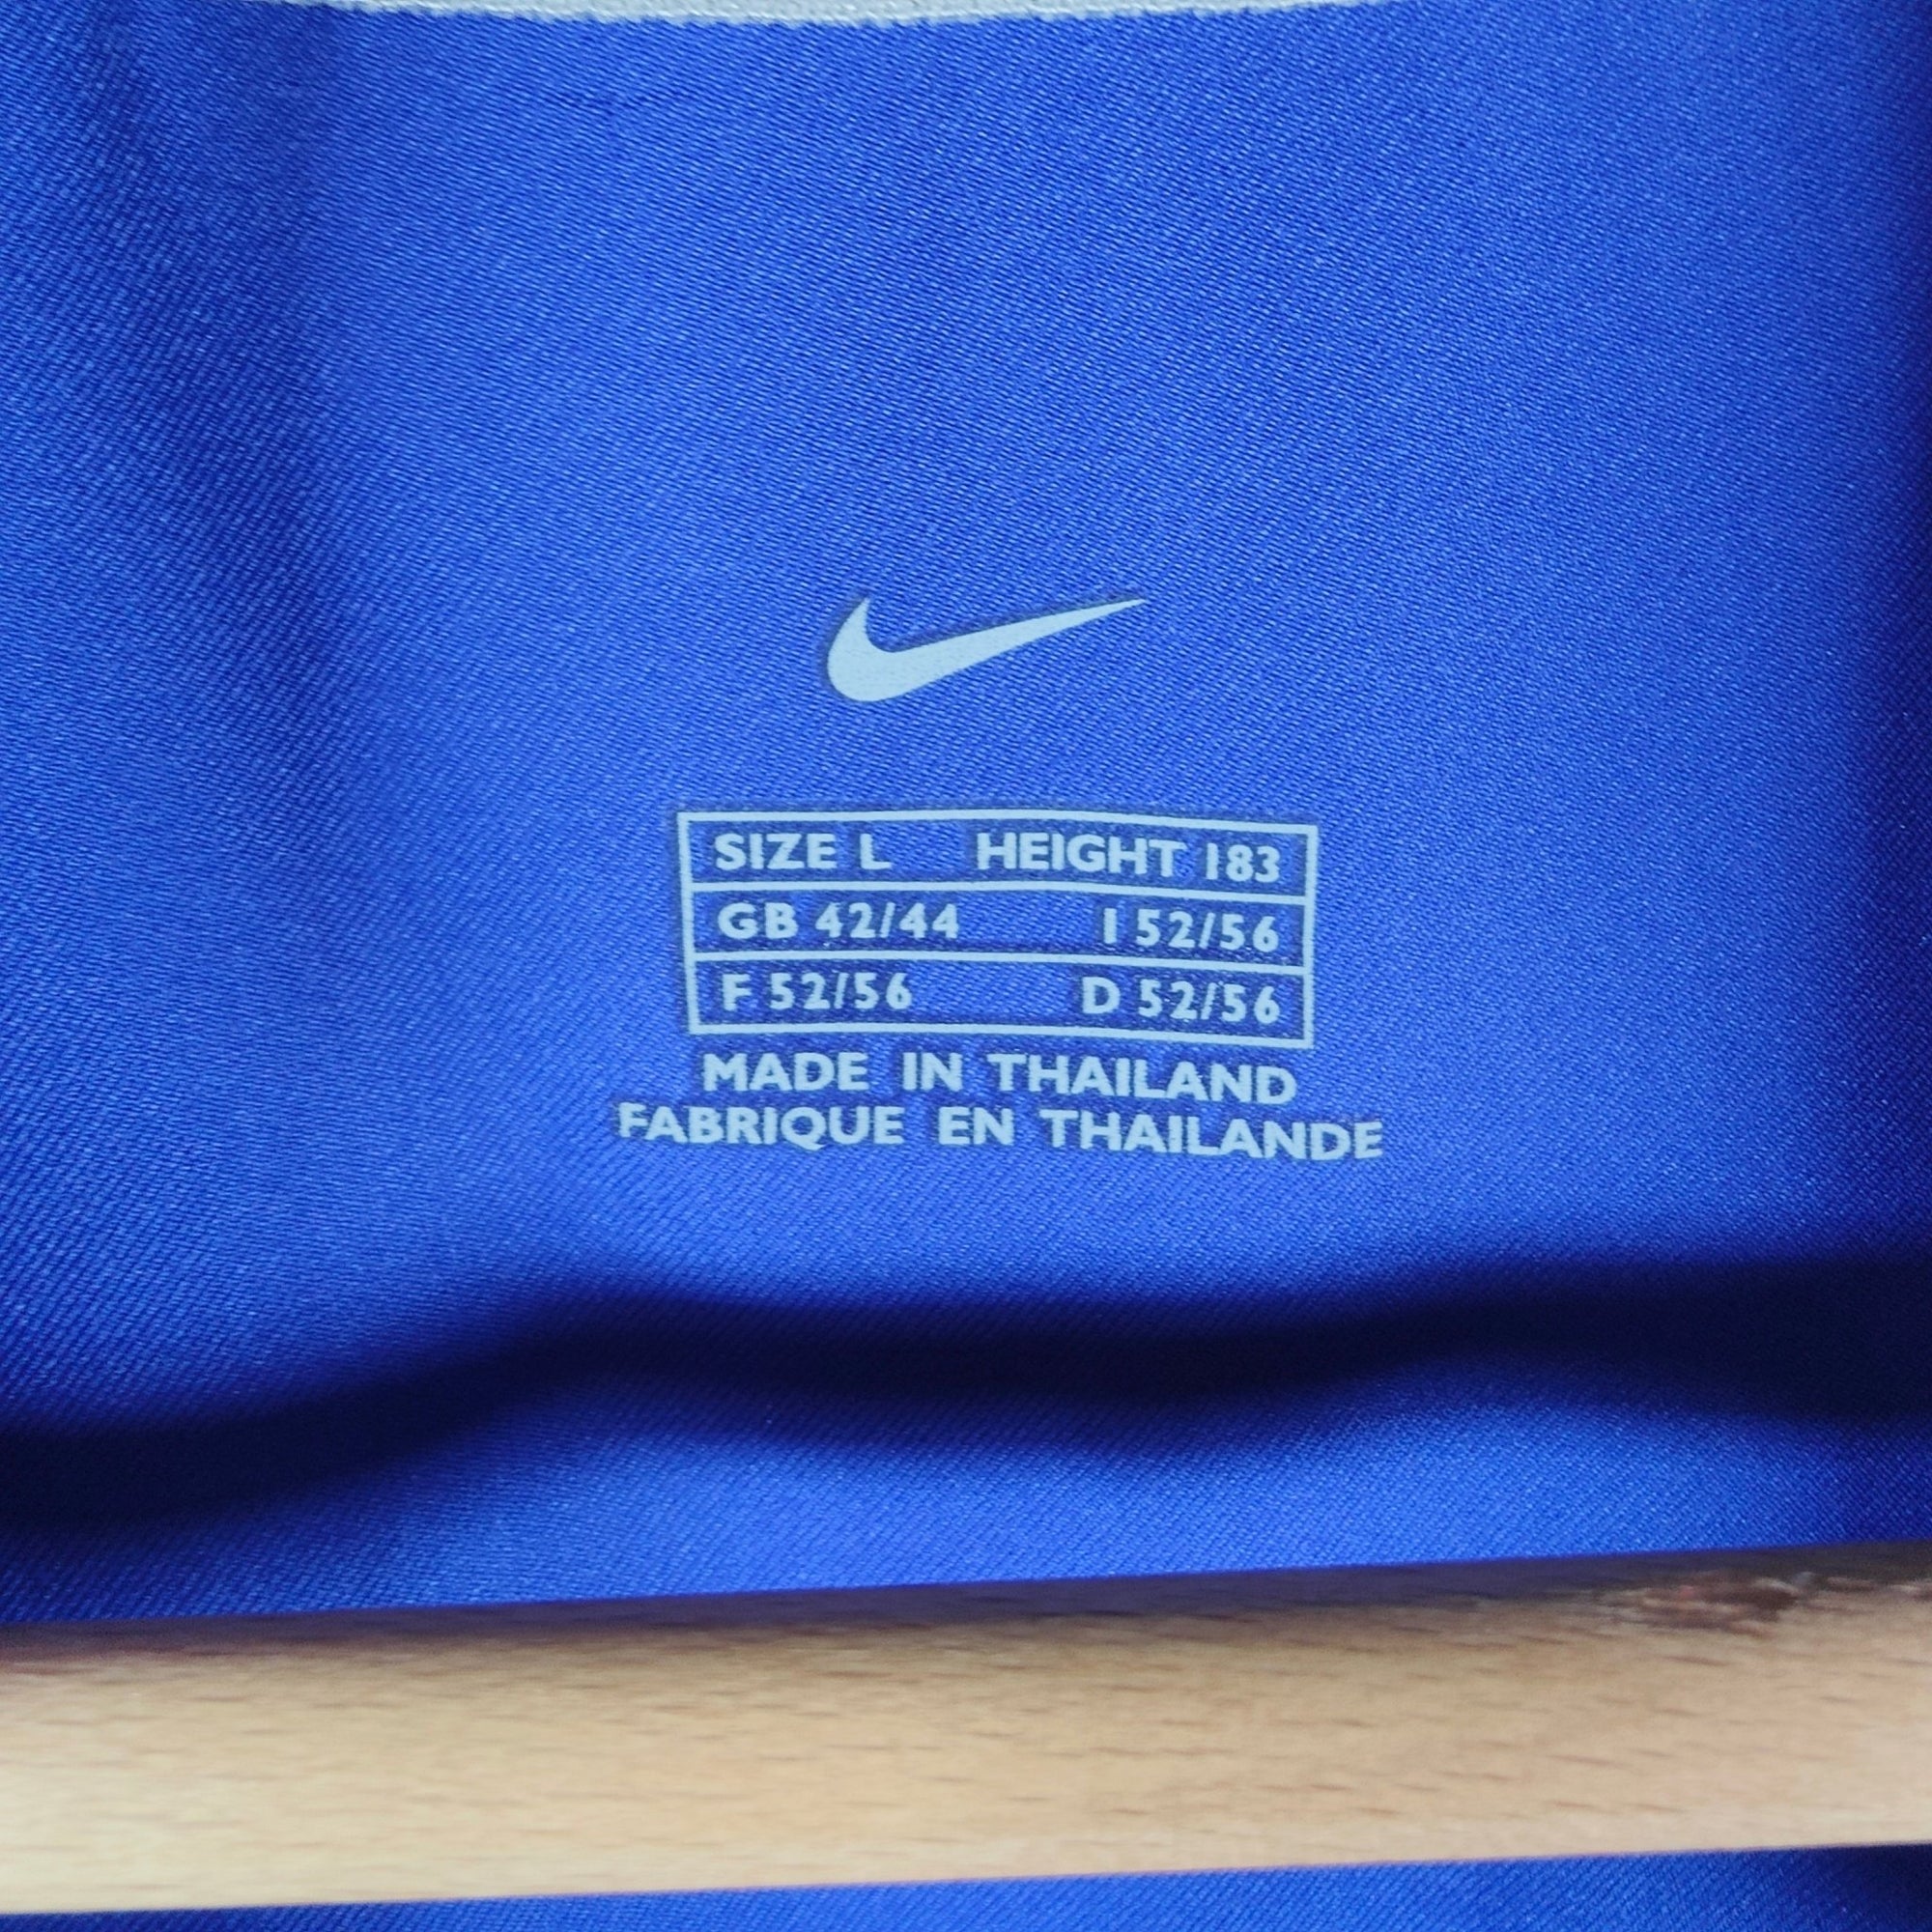 SIZE L HEIGHT 183
GB 42/44 I 52/56
F 52/56 D 52/56
MADE IN THAILAND
FABRIQUE EN THAILANDE